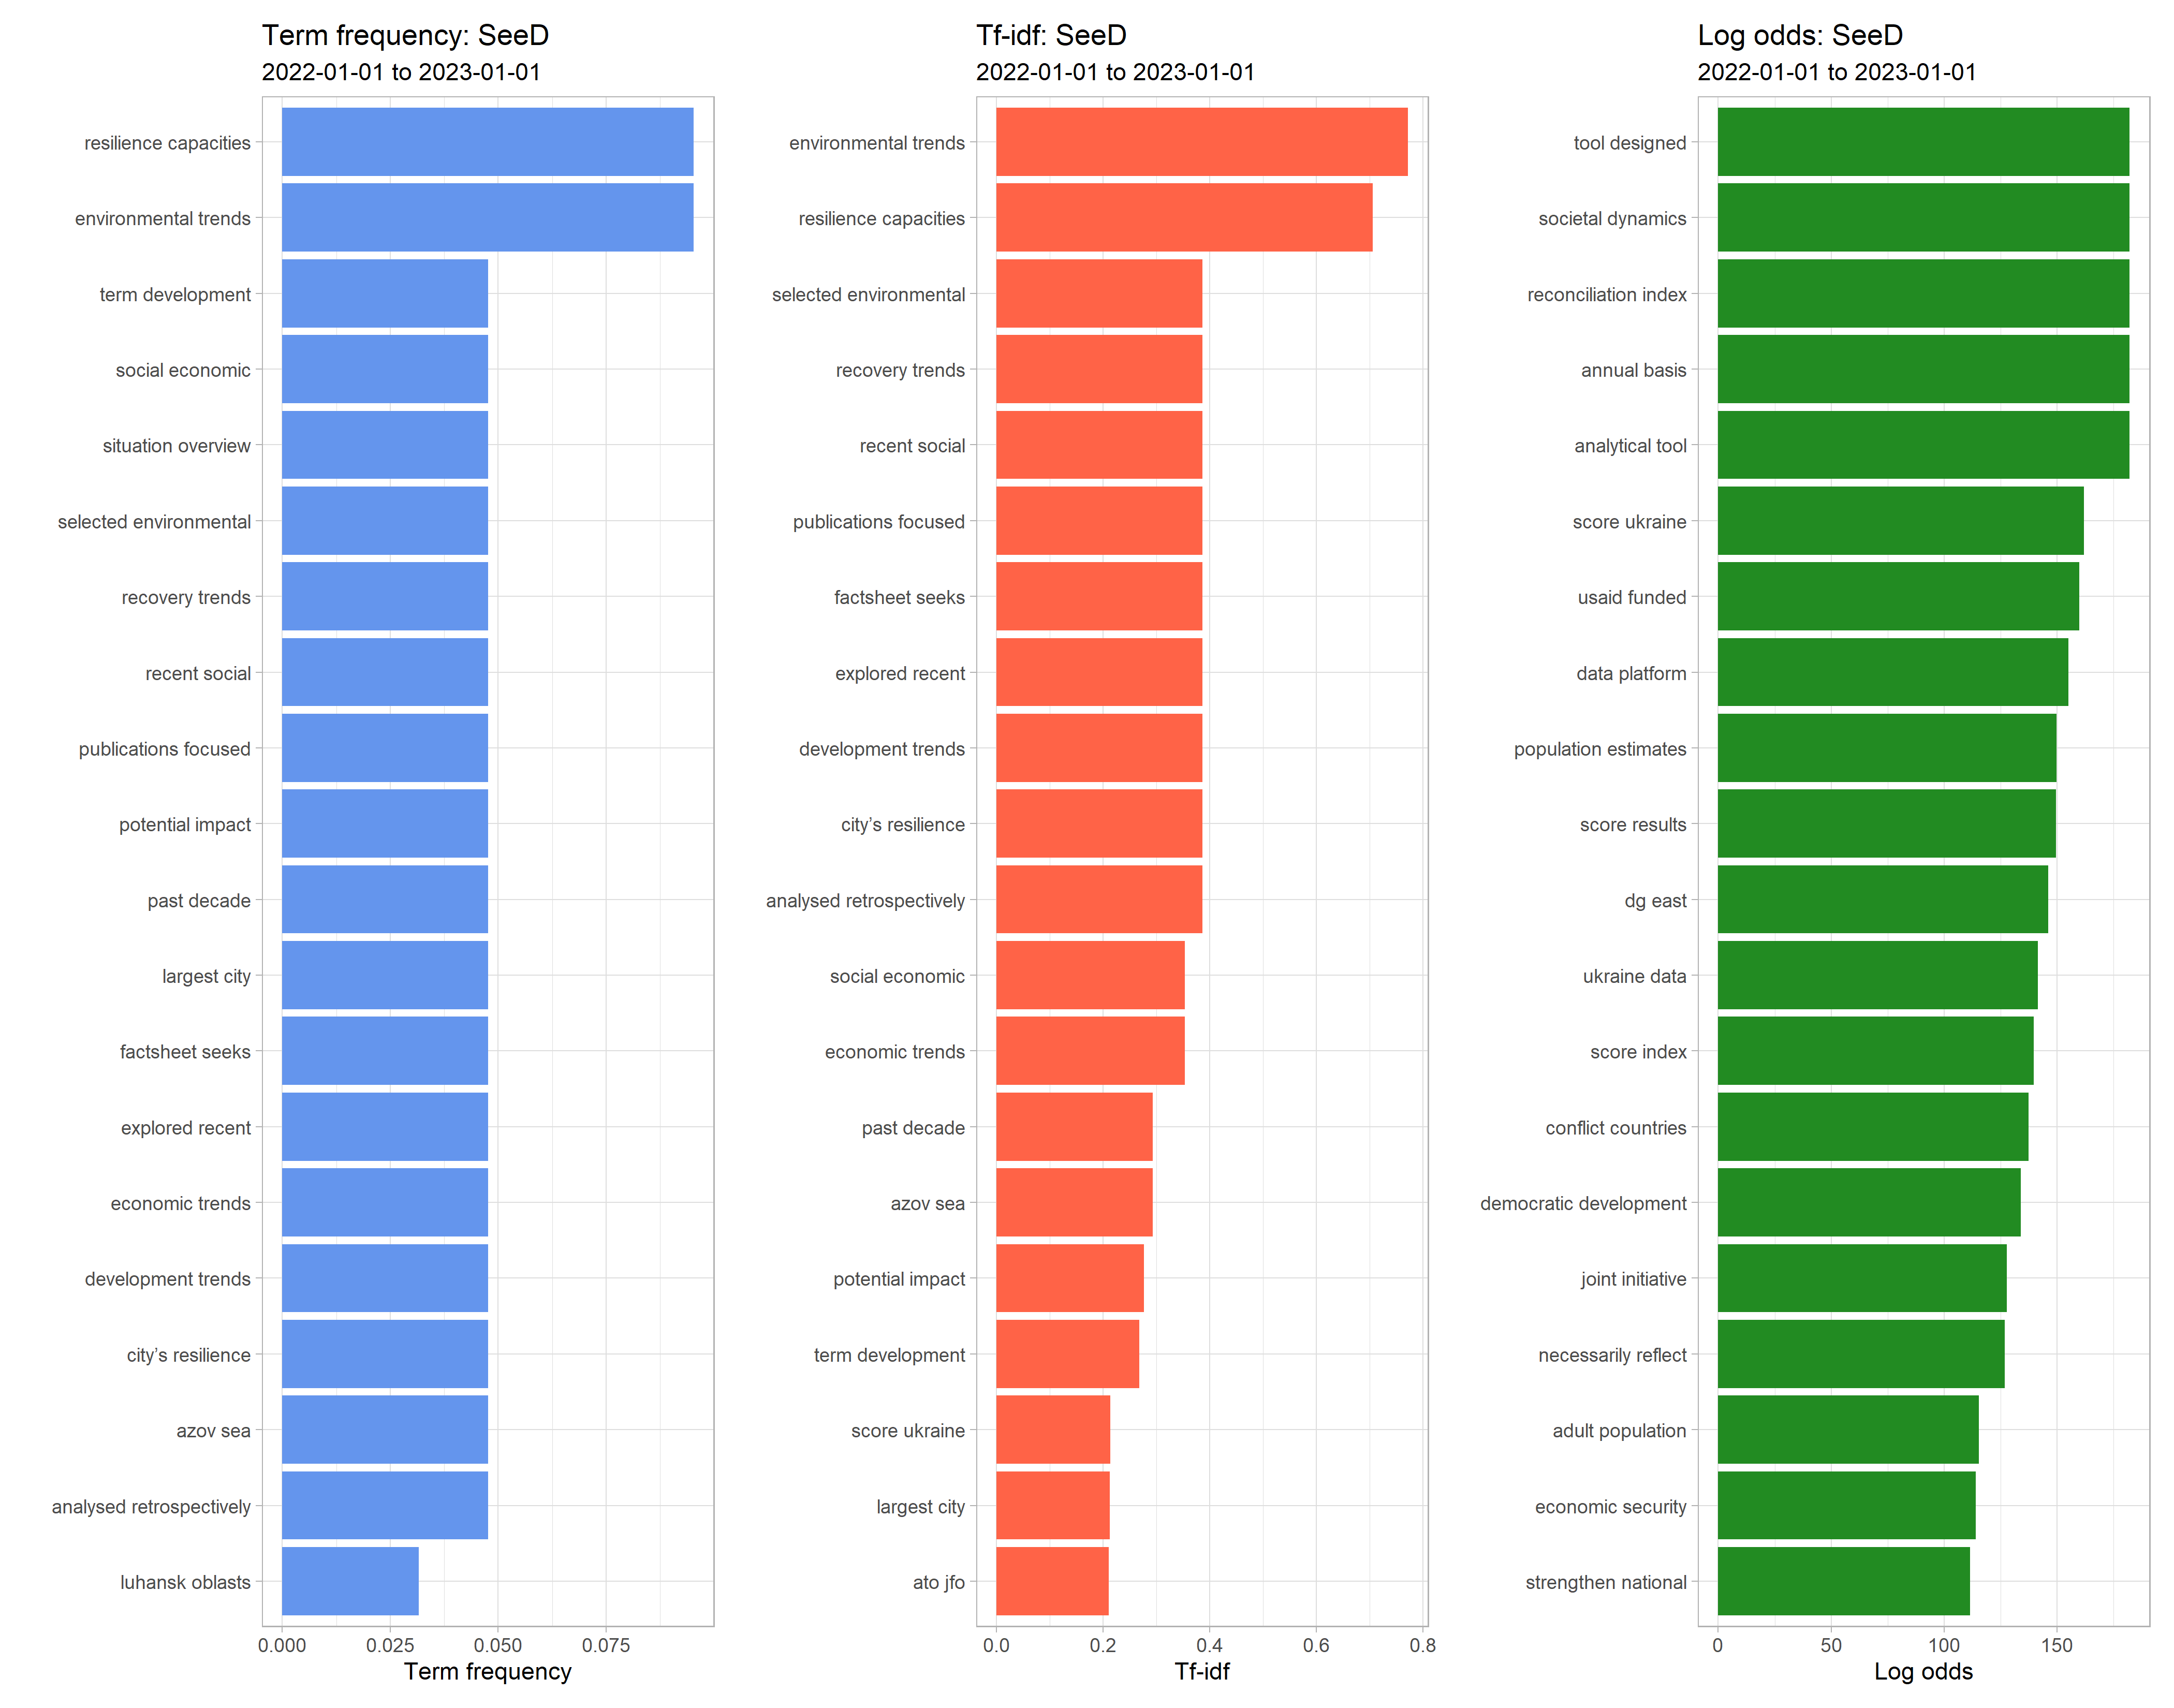 Term frequency: SeeD
2022-01-01 to 2023-01-01
resilience capacities
environmental trends
term development
social economic
situation overview
selected environmental
recovery trends
recent social
publications focused
potential impact
past decade
largest city
factsheet seeks
explored recent
economic trends
development trends
city’s resilience
azov sea
analysed retrospectively
luhansk oblasts
0.000 0.025 0.050 0.075
Term frequency
Tf-idf: SeeD
2022-01-01 to 2023-01-01
environmental trends
resilience capacities
selected environmental
recovery trends
recent social
publications focused
factsheet seeks
explored recent
development trends
city’s resilience
analysed retrospectively
social economic
economic trends
past decade
azov sea
potential impact
term development
score ukraine
largest city
ato jfo
0.0 0.2 0.4 0.6 0.8
Tf-idf
Log odds: SeeD
2022-01-01 to 2023-01-01
tool designed
societal dynamics
reconciliation index
annual basis
analytical tool
score ukraine
usaid funded
data platform
population estimates
score results
dg east
ukraine data
score index
conflict countries
democratic development
joint initiative
necessarily reflect
adult population
economic security
strengthen national
0 50 100 150
Log odds